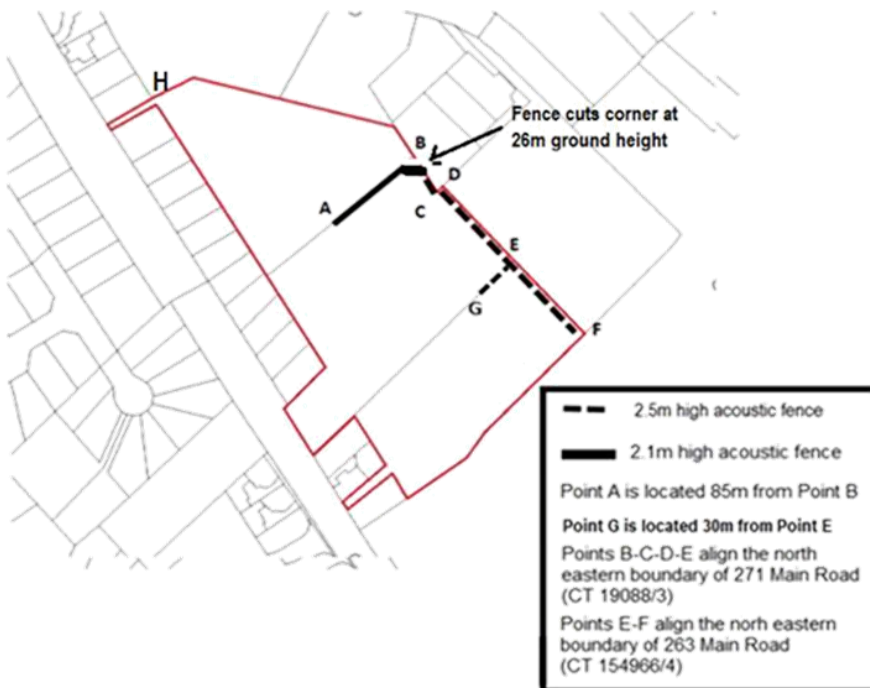 H
Fence cuts corner at
26m ground height
B
D
A
C
E
G
F
2.5m high acoustic fence
2.1m high acoustic fence
Point A is located 85m from Point B
Point G is located 30m from Point E
Points B-C-D-E align the north
eastern boundary of 271 Main Road
(CT 19088/3)
Points E-F align the norh eastern
boundary of 263 Main Road
(CT 154966/4)